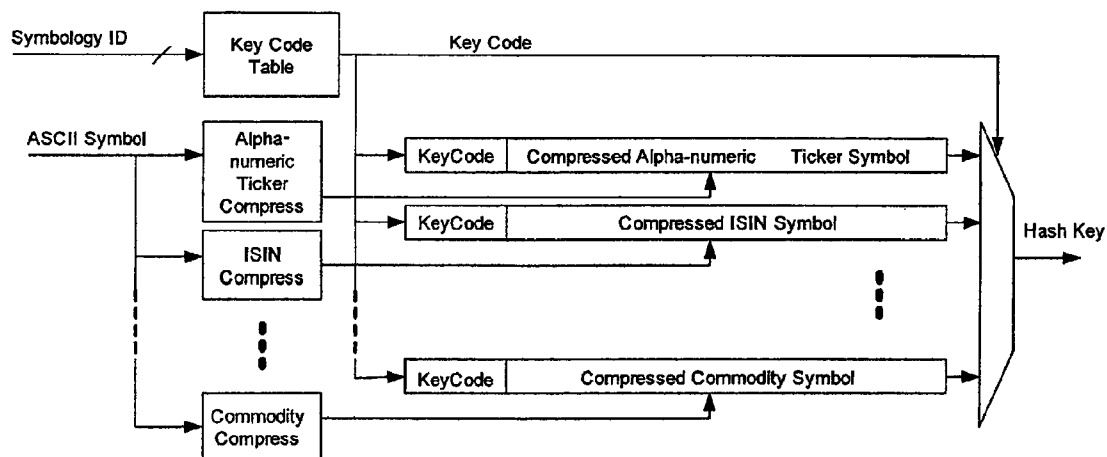 Symbology ID
Key Code
Table
Key Code
ASCII Symbol
Alpha-
numeric
Ticker
Compress
KeyCode
Compressed Alpha-numeric Ticker Symbol
KeyCode
Compressed ISIN Symbol
ISIN
Compress
Hash Key
KeyCode
Compressed Commodity Symbol
Commodity
Compress